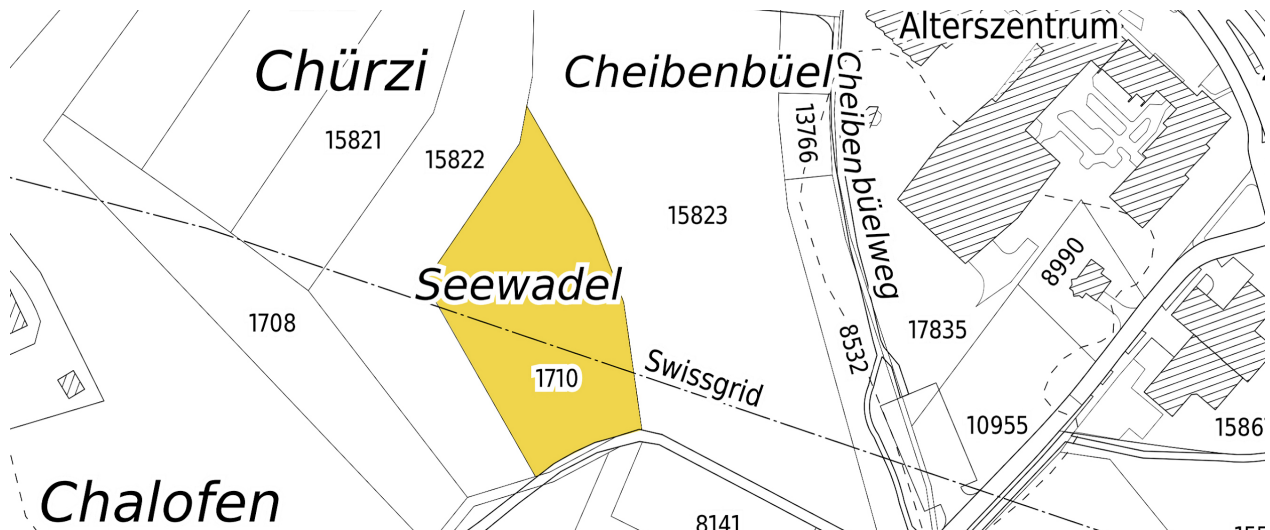 Alterszentrum
Chürzi
Cheibenbüel
Cheibenbüelweg
13766
15821
15822
15823
8990
Seewadel
1708
17835
8532
1710
Swissgrid
10955
Chalofen
8141